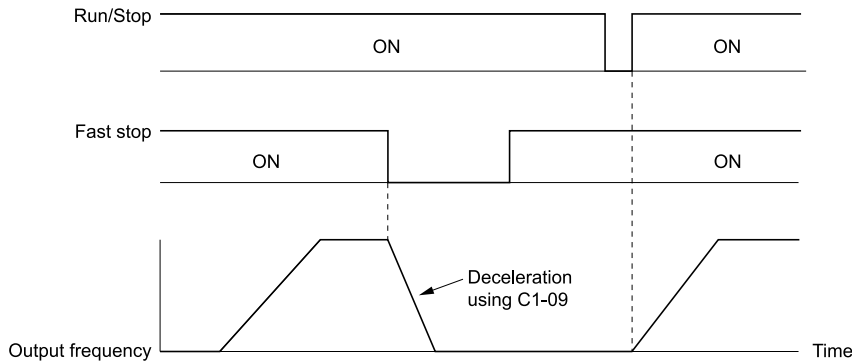 Run/Stop
ON
ON
Fast stop
ON
ON
Deceleration
using C1-09
Output frequency
Time